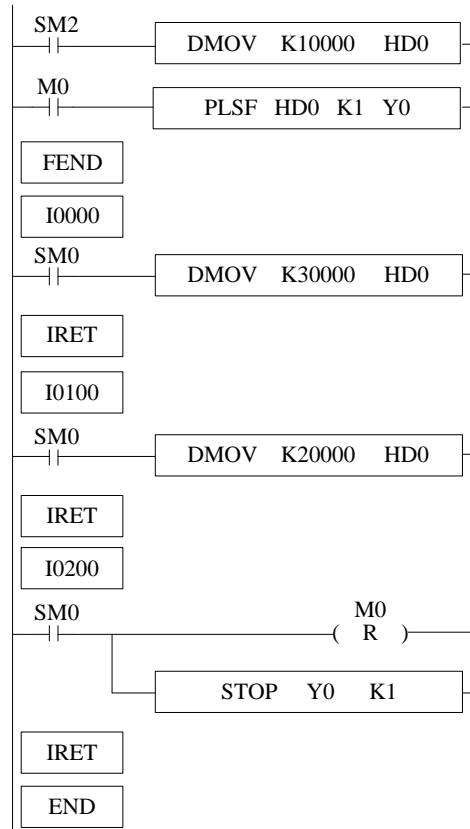 SM2
DMOV K10000 HD0
M0
PLSF HD0 K1 Y0
FEND
I0000
SM0
DMOV K30000 HD0
IRET
I0100
SM0
DMOV K20000 HD0
IRET
I0200
SM0
M0
( R )
STOP Y0 K1
IRET
END